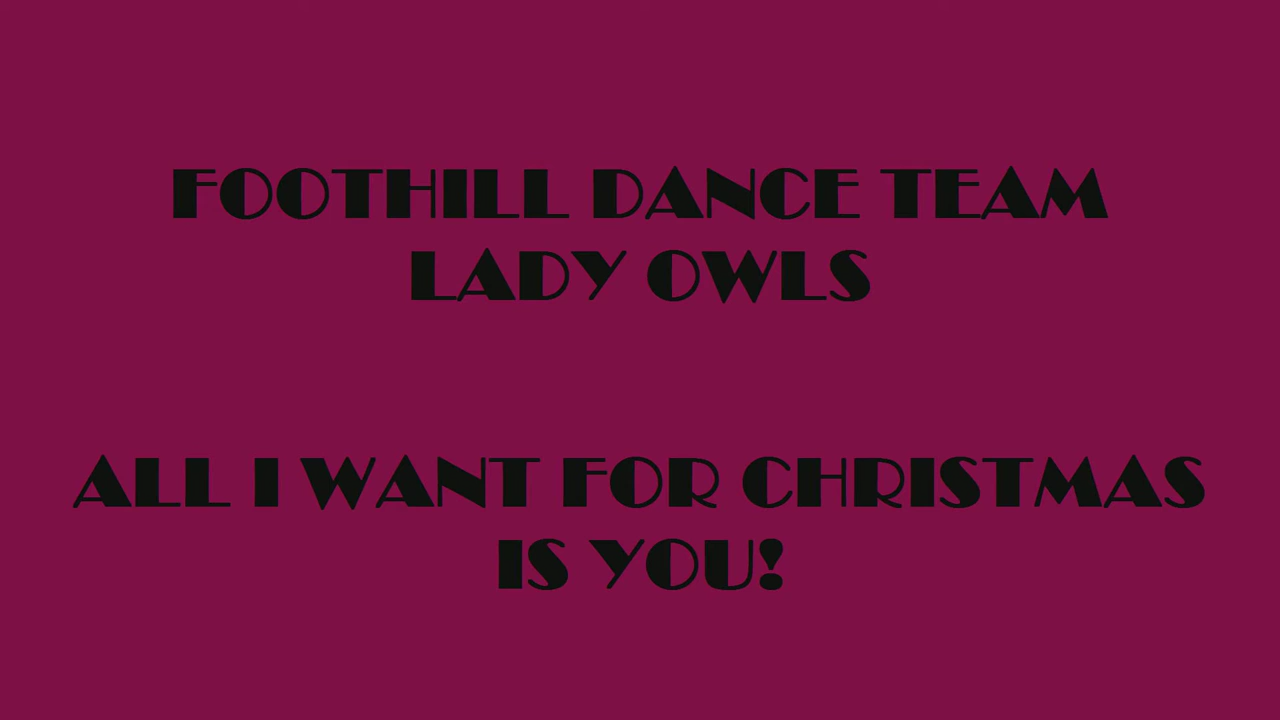 FOOTHILL DANCE TEAM
LADY OWLS
ALL I WANT FOR CHRISTMAS
IS YOU!